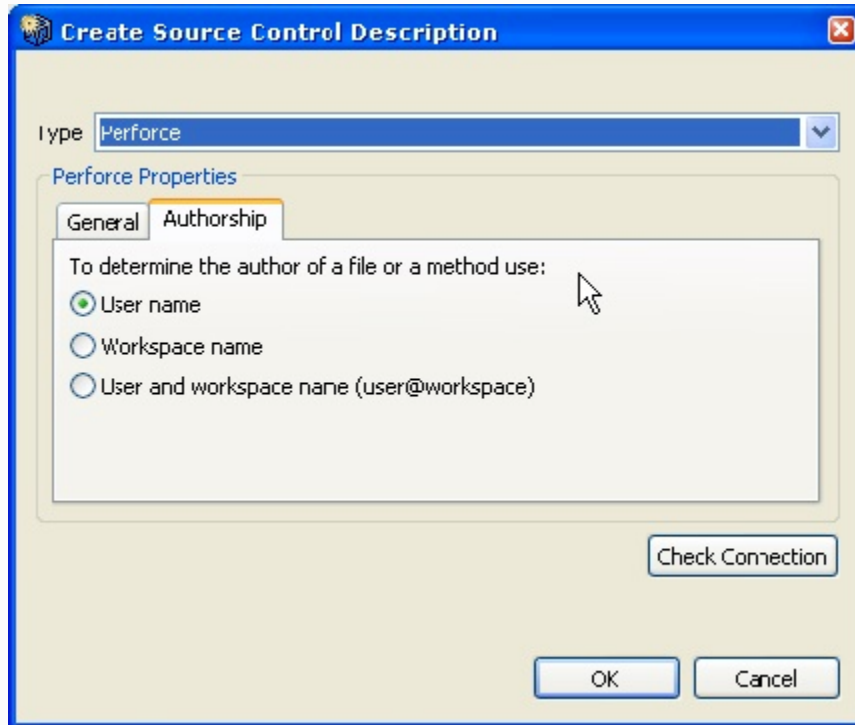 Create Source Control Description
Type Perforce
Perforce Properties
General Authorship
To determine the author of a file or a method use:
User name
Workspace name
User and workspace name (user@workspace)
Check Connection
OK Cancel